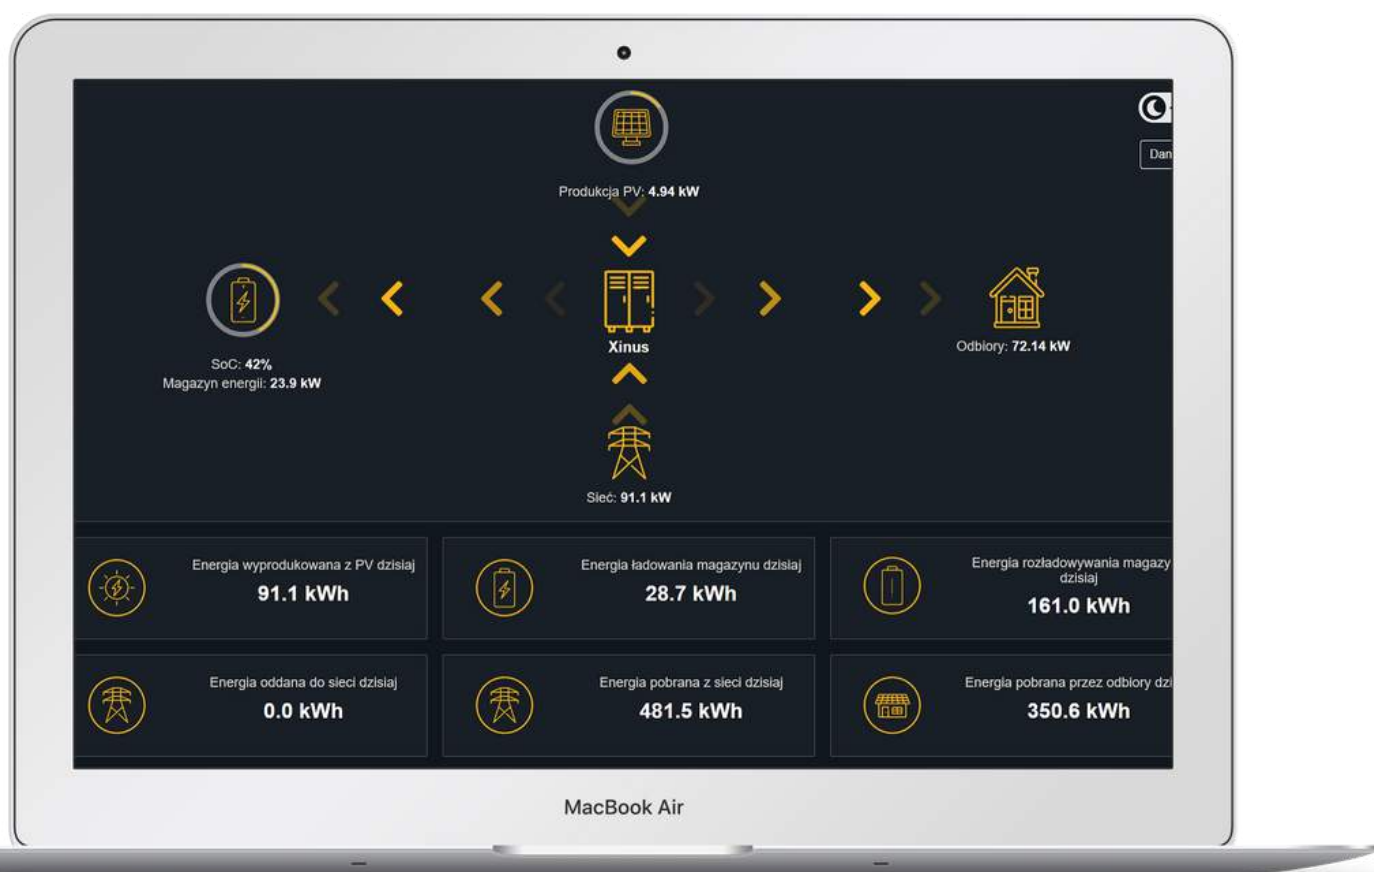 Dan
Produkcja PV: 4.94 kW
Xinus
SoC: 42%
Magazyn energii: 23.9 kW
Odbiory: 72.14 kW
Sieć: 91.1 kW
Energia wyprodukowana z PV dzisiaj
91.1 kWh
Energia ładowania magazynu dzisiaj
28.7 kWh
Energia rozładowywania magazy
dzisiaj
161.0 kWh
Energia oddana do sieci dzisiaj
0.0 kWh
Energia pobrana z sieci dzisiaj
481.5 kWh
Energia pobrana przez odbiory dzi
350.6 kWh
MacBook Air